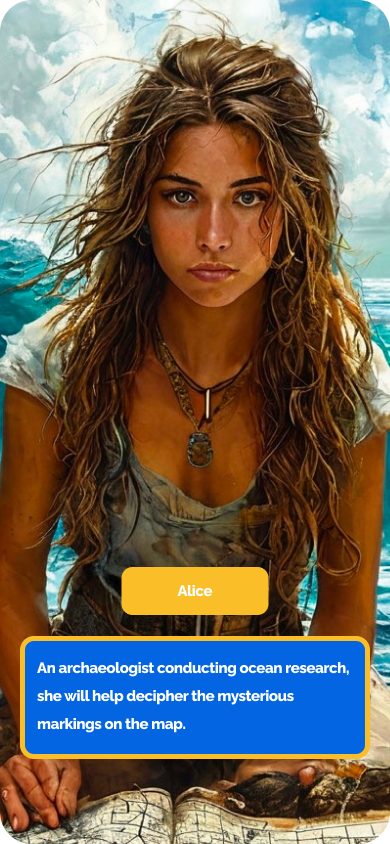 Alice
An archaeologist conducting ocean research,
she will help decipher the mysterious
markings on the map.